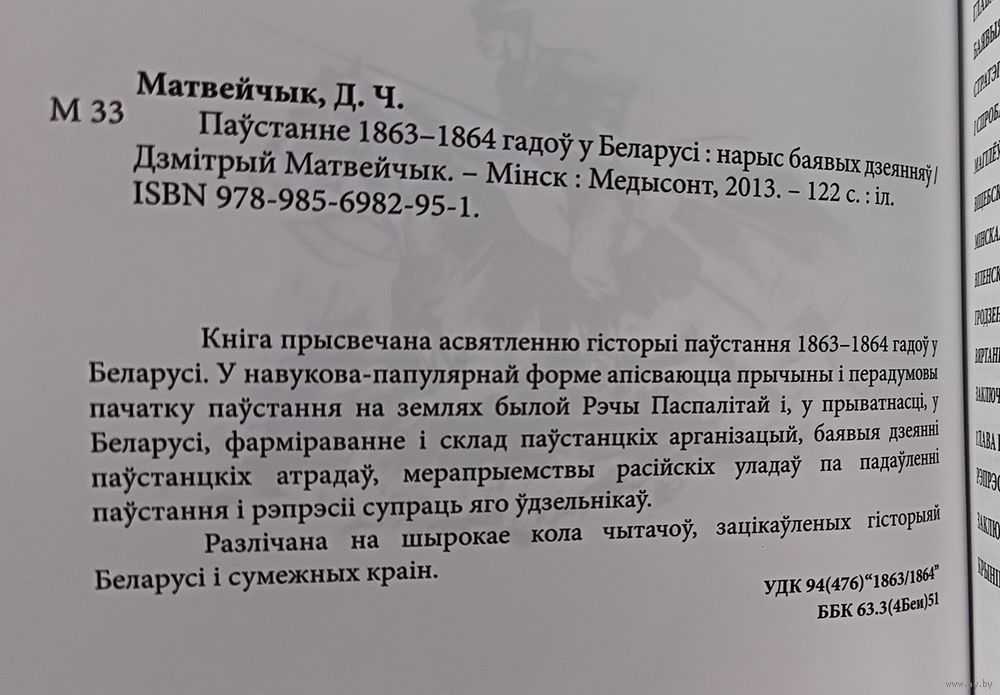 Матвейчык, Д. Ч.
М 33
Паўстанне 1863–1864 гадоў у Беларусі : нарыс баявых дзеянняў /
Дзмітрый Матвейчык. – Мінск : Медысонт, 2013. – 122 с. : іл.
ISBN 978-985-6982-95-1.
Кніга прысвечана асвятленню гісторыі паўстання 1863–1864 гадоў у
Беларусі. У навукова-папулярнай форме апісваюцца прычыны і перадумовы
пачатку паўстання на землях былой Рэчы Паспалітай і, у прыватнасці, у
Беларусі, фарміраванне і склад паўстанцкіх арганізацый, баявыя дзеянні
паўстанцкіх атрадаў, мерапрыемствы расійскіх уладаў па падаўленні
паўстання і рэпрэсіі супраць яго ўдзельнікаў.
Разлічана на шырокае кола чытачоў, зацікаўленых гісторыяй
Беларусі і сумежных краін.
УДК 94(476)“1863/1864”
ББК 63.3(4Беи)51